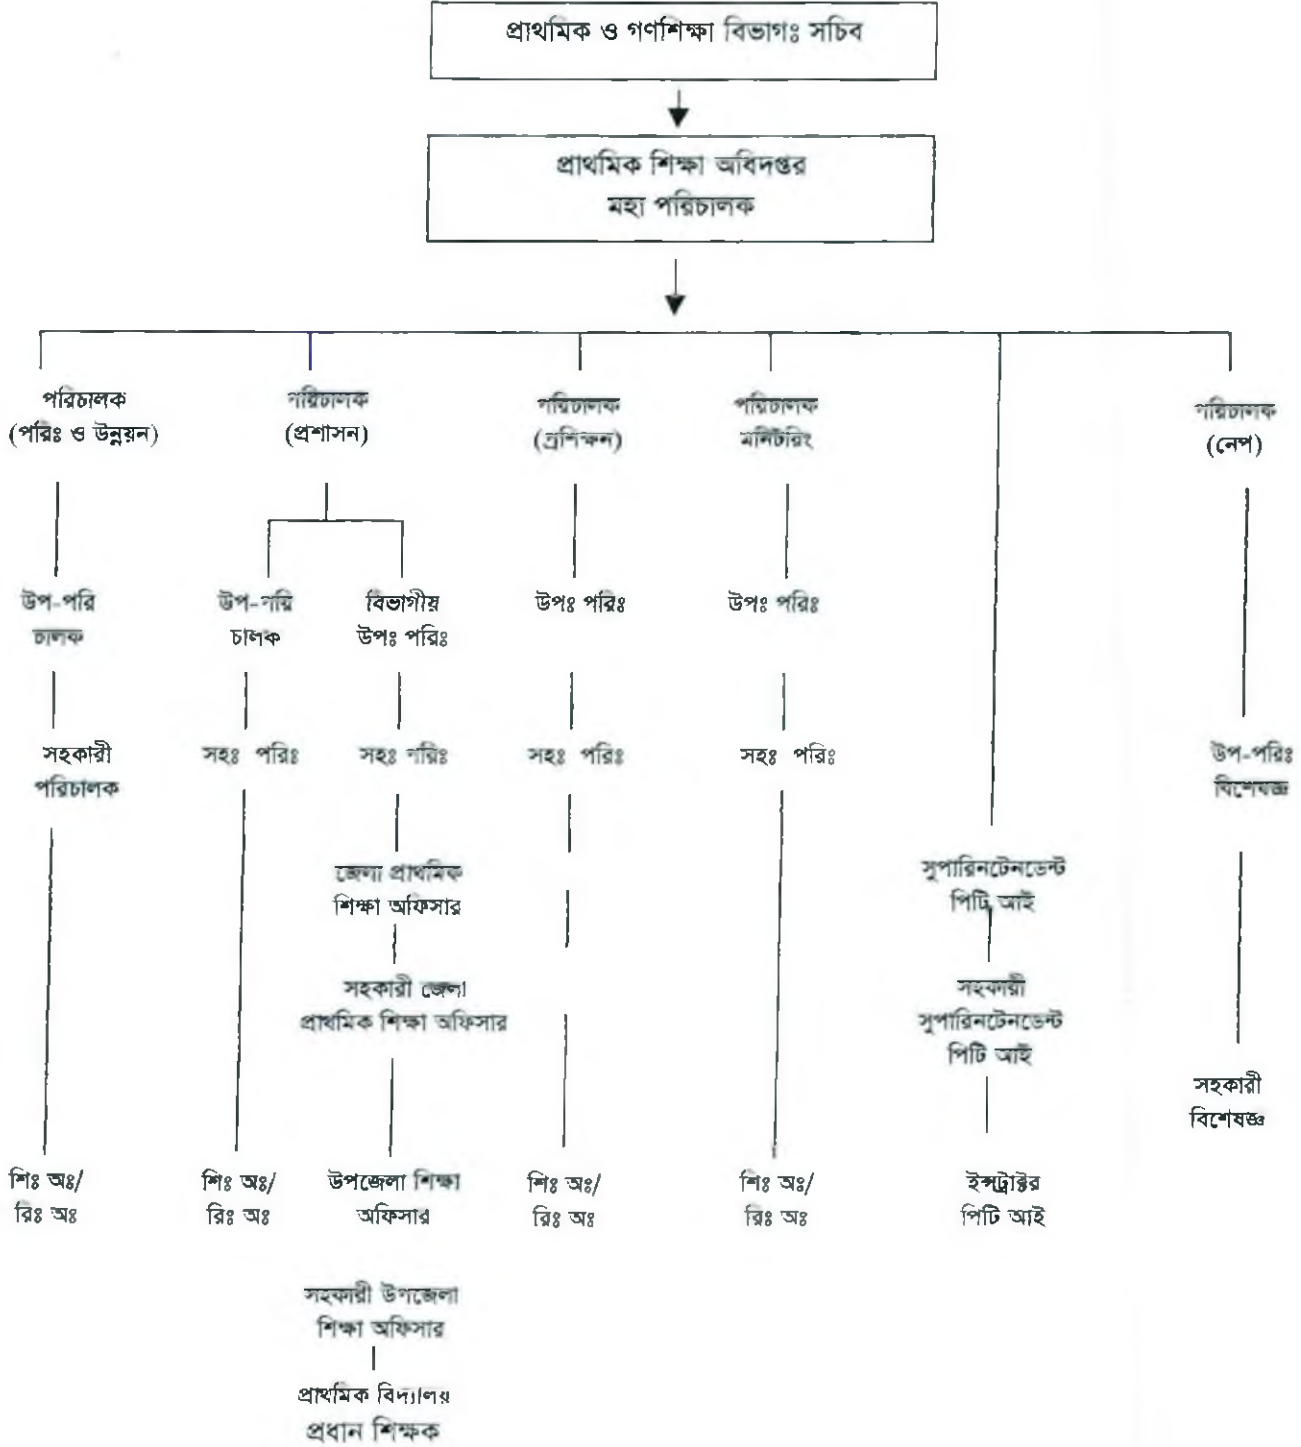 প্রাথমিক ও গণশিক্ষা বিভাগঃ সচিব
প্রাথমিক শিক্ষা অধিদপ্তর
মহা পরিচালক
পরিচালক
(পরিঃ ও উন্নয়ন)
পরিচালক
(প্রশাসন)
পরিচালক
(প্রশিক্ষন)
পরিচালক
মনিটরিং
পরিচালক
(নেপ)
উপ-পরি
চালক
উপ-পরি
চালক
বিভাগীয়
উপঃ পরিঃ
উপঃ পরিঃ
উপঃ পরিঃ
সহকারী
পরিচালক
সহঃ পরিঃ
সহঃ পরিঃ
সহঃ পরিঃ
সহঃ পরিঃ
উপ-পরিঃ
বিশেষজ্ঞ
জেলা প্রাথমিক
শিক্ষা অফিসার
সুপারিনটেনডেন্ট
পিটি আই
সহকারী জেলা
প্রাথমিক শিক্ষা অফিসার
সহকারী
সুপারিনটেনডেন্ট
পিটি আই
সহকারী
বিশেষজ্ঞ
শিঃ অঃ/
রিঃ অঃ
শিঃ অঃ/
রিঃ অঃ
উপজেলা শিক্ষা
অফিসার
শিঃ অঃ/
রিঃ অঃ
শিঃ অঃ/
রিঃ অঃ
ইন্সট্রাক্টর
পিটি আই
সহকারী উপজেলা
শিক্ষা অফিসার
প্রাথমিক বিদ্যালয়
প্রধান শিক্ষক